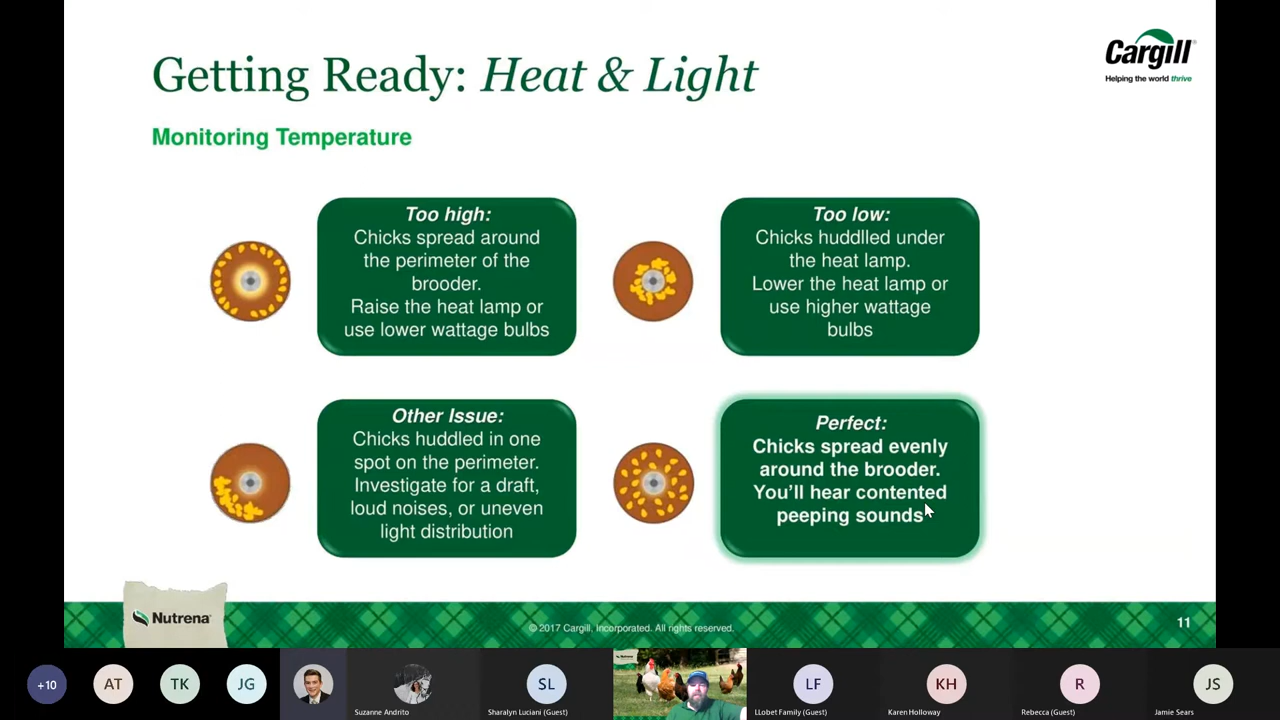 Getting Ready: Heat & Light
Cargill®
Helping the world thrive
Monitoring Temperature
Too high:
Chicks spread around
the perimeter of the
brooder.
Raise the heat lamp or
use lower wattage bulbs
Too low:
Chicks huddlled under
the heat lamp.
Lower the heat lamp or
use higher wattage
bulbs
Other Issue:
Chicks huddled in one
spot on the perimeter.
Investigate for a draft,
loud noises, or uneven
light distribution
Perfect:
Chicks spread evenly
around the brooder.
You'll hear contented
peeping sounds
Nutrena®
© 2017 Cargill, Incorporated. All rights reserved.
11
+10
AT
TK
JG
Suzanne Andrito
SL
Sharalyn Luciani (Guest)
Nutrena
LF
LLobet Family (Guest)
KH
Karen Holloway
R
Rebecca (Guest)
JS
Jamie Sears